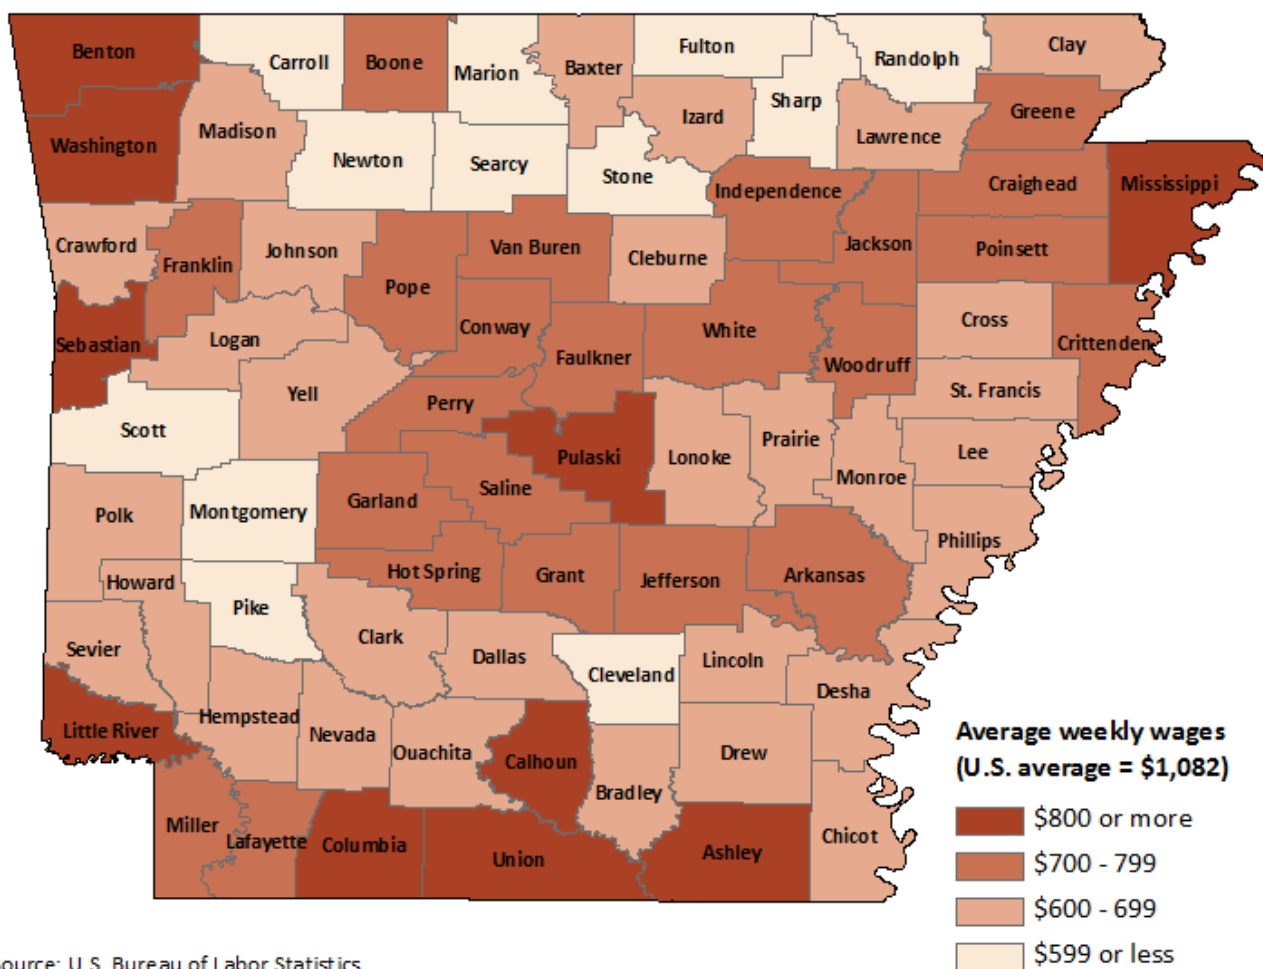 Benton
Carroll
Boone
Marion
Baxter
Fulton
Randolph
Clay
Washington
Madison
Newton
Searcy
Stone
Izard
Sharp
Lawrence
Greene
Crawford
Franklin
Johnson
Pope
Van Buren
Cleburne
Independence
Jackson
Craighead
Mississippi
Poinsett
Sebastian
Logan
Yell
Conway
Faulkner
White
Woodruff
Cross
Crittenden
Scott
Perry
Pulaski
Lonoke
Prairie
Monroe
St. Francis
Lee
Polk
Montgomery
Garland
Saline
Phillips
Howard
Pike
Hot Spring
Grant
Jefferson
Arkansas
Sevier
Clark
Dallas
Cleveland
Lincoln
Desha
Little River
Hempstead
Nevada
Ouachita
Calhoun
Bradley
Drew
Miller
Lafayette
Columbia
Union
Ashley
Chicot
Average weekly wages
(U.S. average = $1,082)
$800 or more
$700 - 799
$600 - 699
$599 or less
ource: U.S. Bureau of Labor Statistics